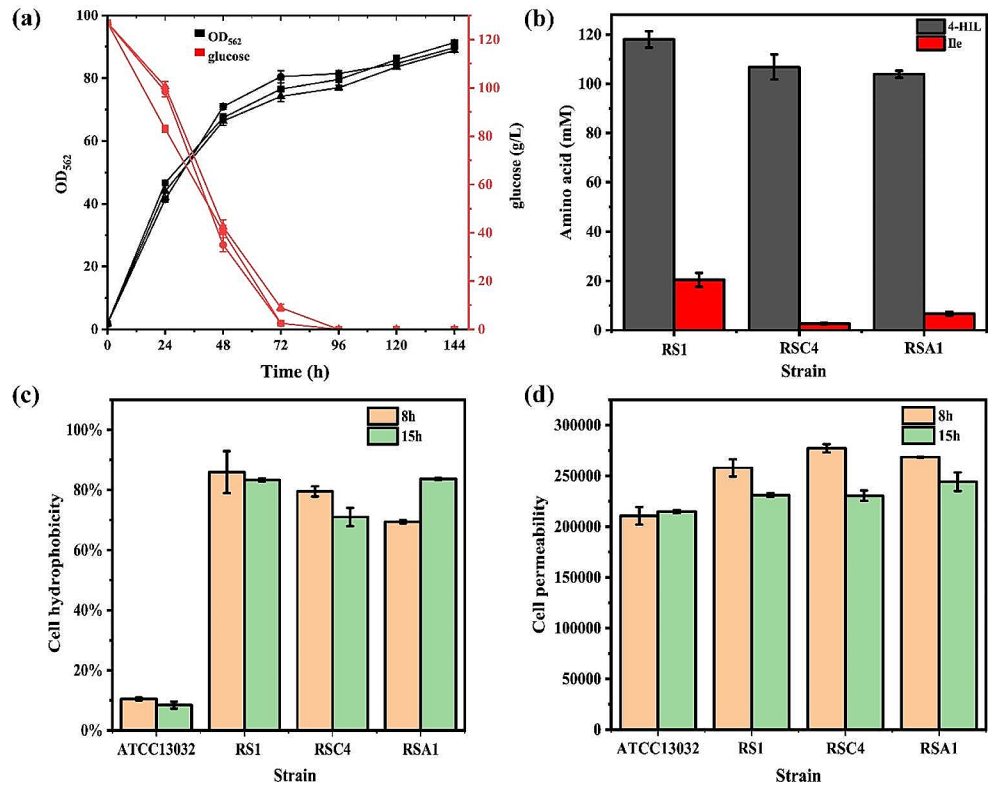 (a)
OD562
glucose
100
80
60
40
20
0
OD562
120
100
80
60
40
20
0
glucose(g/L)
0 24 48 72 96 120 144
Time (h)
(b)
4-HIL
Ile
120
100
80
60
40
20
0
Amino acid (mM)
RS1 RSC4 RSA1
Strain
(c)
8h
15h
100%
80%
60%
40%
20%
0%
Cell hydrophobicity
ATCC13032 RS1 RSC4 RSA1
Strain
(d)
8h
15h
300000
250000
200000
150000
100000
50000
0
Cell permeability
ATCC13032 RS1 RSC4 RSA1
Strain